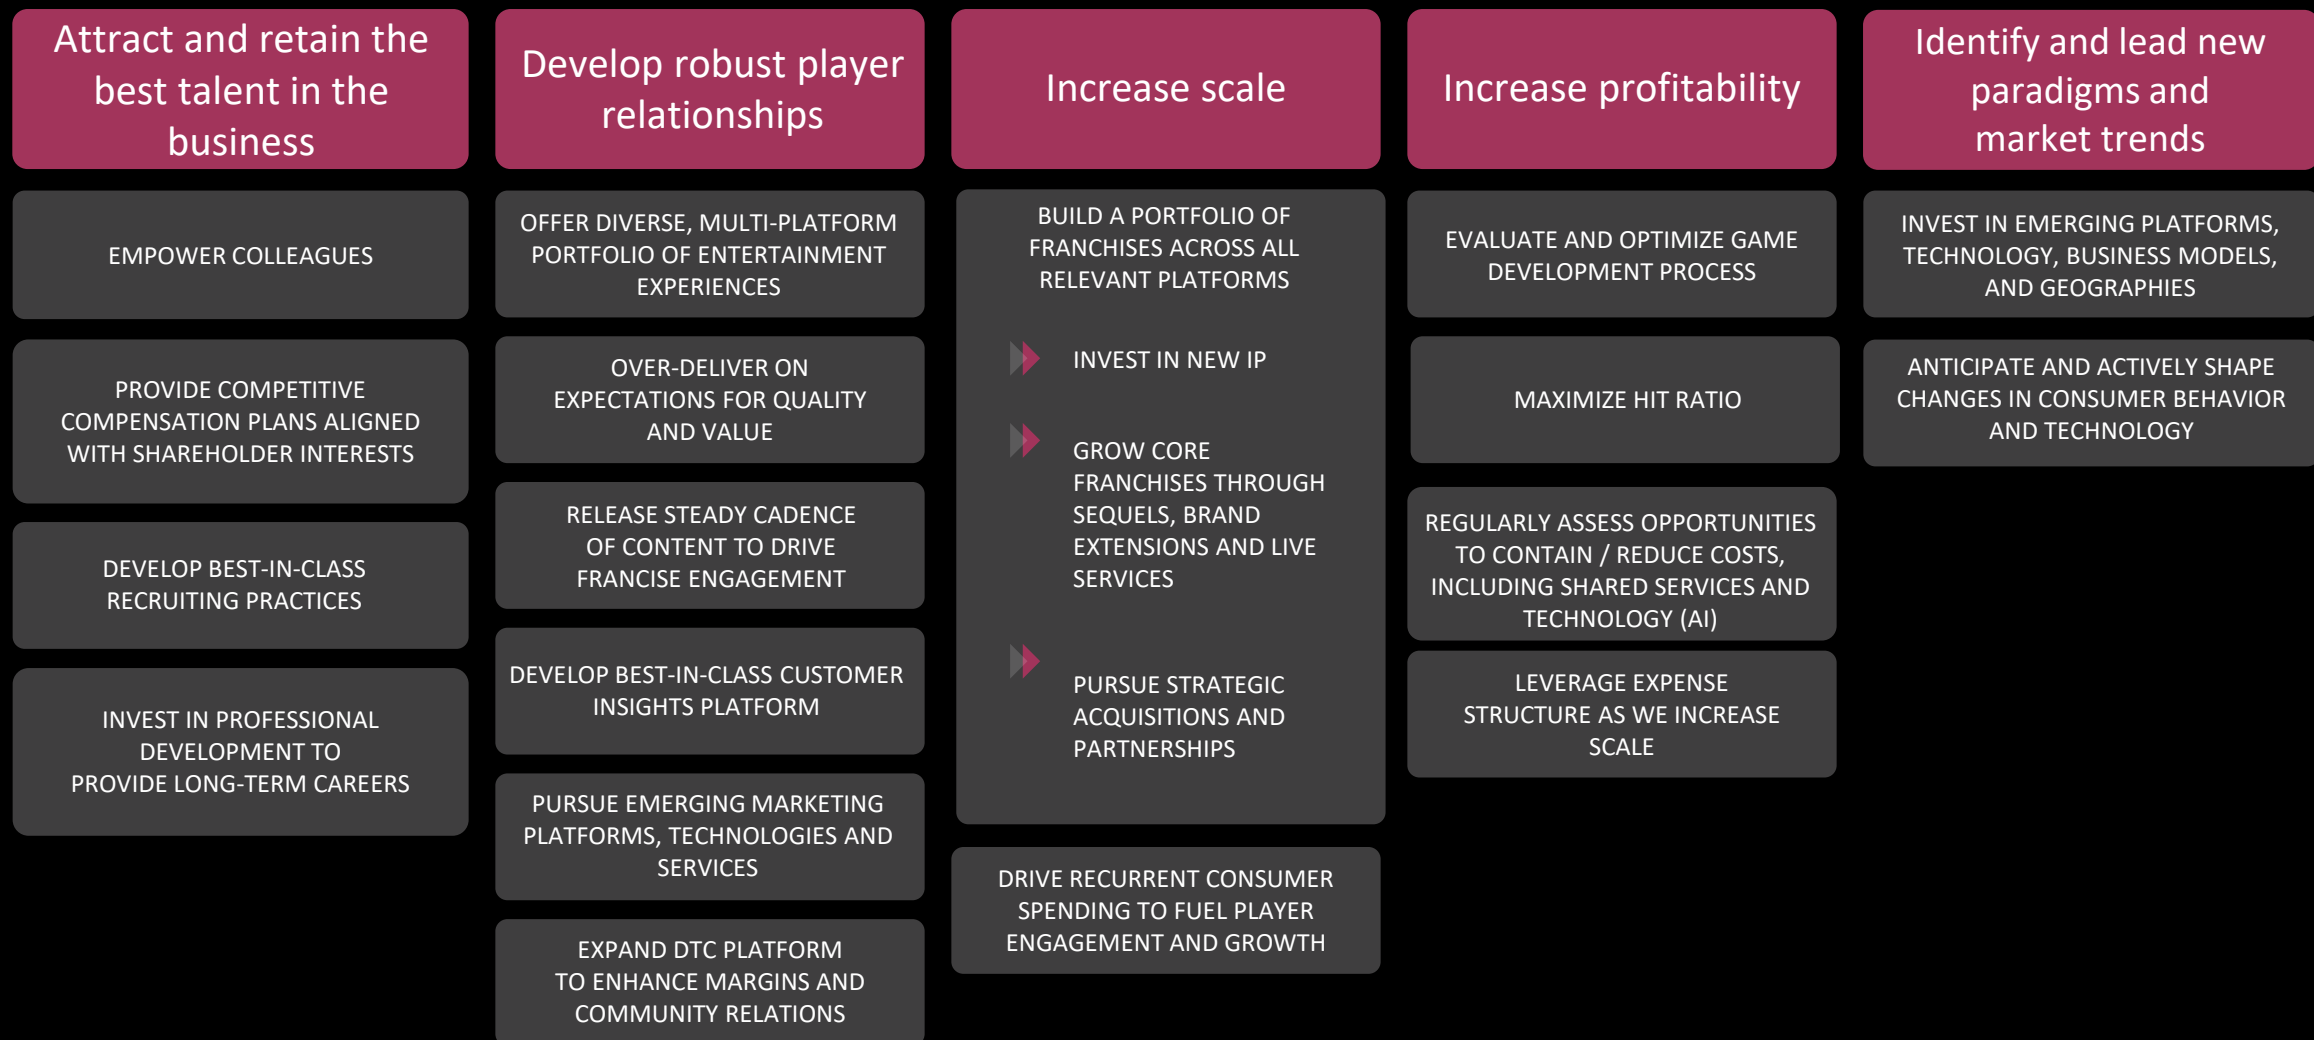 Attract and retain the
best talent in the
business
EMPOWER COLLEAGUES
PROVIDE COMPETITIVE
COMPENSATION PLANS ALIGNED
WITH SHAREHOLDER INTERESTS
DEVELOP BEST-IN-CLASS
RECRUITING PRACTICES
INVEST IN PROFESSIONAL
DEVELOPMENT TO
PROVIDE LONG-TERM CAREERS
Develop robust player
relationships
OFFER DIVERSE, MULTI-PLATFORM
PORTFOLIO OF ENTERTAINMENT
EXPERIENCES
OVER-DELIVER ON
EXPECTATIONS FOR QUALITY
AND VALUE
RELEASE STEADY CADENCE
OF CONTENT TO DRIVE
FRANCISE ENGAGEMENT
DEVELOP BEST-IN-CLASS CUSTOMER
INSIGHTS PLATFORM
PURSUE EMERGING MARKETING
PLATFORMS, TECHNOLOGIES AND
SERVICES
EXPAND DTC PLATFORM
TO ENHANCE MARGINS AND
COMMUNITY RELATIONS
Increase scale
BUILD A PORTFOLIO OF
FRANCHISES ACROSS ALL
RELEVANT PLATFORMS
INVEST IN NEW IP
GROW CORE
FRANCHISES THROUGH
SEQUELS, BRAND
EXTENSIONS AND LIVE
SERVICES
PURSUE STRATEGIC
ACQUISITIONS AND
PARTNERSHIPS
DRIVE RECURRENT CONSUMER
SPENDING TO FUEL PLAYER
ENGAGEMENT AND GROWTH
Increase profitability
EVALUATE AND OPTIMIZE GAME
DEVELOPMENT PROCESS
MAXIMIZE HIT RATIO
REGULARLY ASSESS OPPORTUNITIES
TO CONTAIN / REDUCE COSTS,
INCLUDING SHARED SERVICES AND
TECHNOLOGY (AI)
LEVERAGE EXPENSE
STRUCTURE AS WE INCREASE
SCALE
Identify and lead new
paradigms and
market trends
INVEST IN EMERGING PLATFORMS,
TECHNOLOGY, BUSINESS MODELS,
AND GEOGRAPHIES
ANTICIPATE AND ACTIVELY SHAPE
CHANGES IN CONSUMER BEHAVIOR
AND TECHNOLOGY